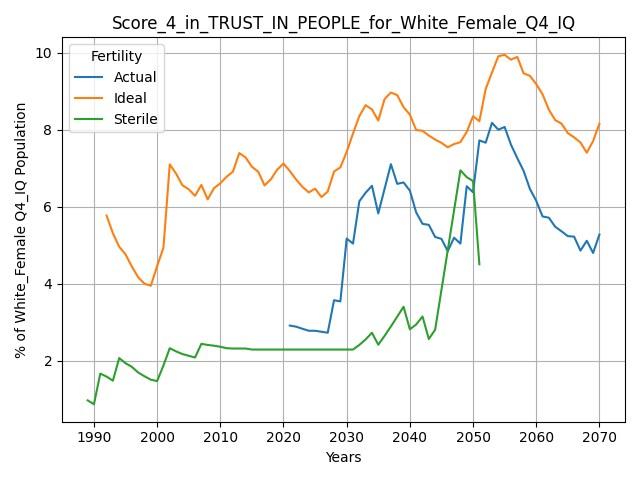 Score_4_in_TRUST_IN_PEOPLE_for_White_Female_Q4_IQ
Fertility
Actual
Ideal
Sterile
% of White_Female Q4_IQ Population
10
8
6
4
2
1990 2000 2010 2020 2030 2040 2050 2060 2070
Years